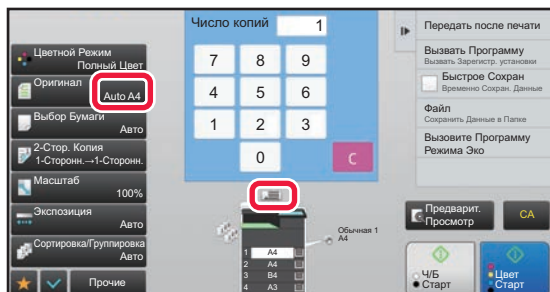 Число копий 1
Цветной Режим
Полный Цвет
Оригинал
Auto A4
Выбор Бумаги
Авто
2-Стор. Копия
1-Сторонн.→1-Сторонн.
Масштаб
100%
Экспозиция
Авто
Сортировка/Группировка
Авто
Прочие
7 8 9
4 5 6
1 2 3
0 C
Обычная 1
A4
1 A4
2 A4
3 B4
4 A3
Передать после печати
Вызвать Программу
Вызвать Зарегистр. установки
Быстрое Сохран
Временно Сохран. Данные
Файл
Сохранить Данные в Папке
Вызовите Программу
Режима Эко
Предварит.
Просмотр
CA
Ч/Б
Старт
Цвет
Старт